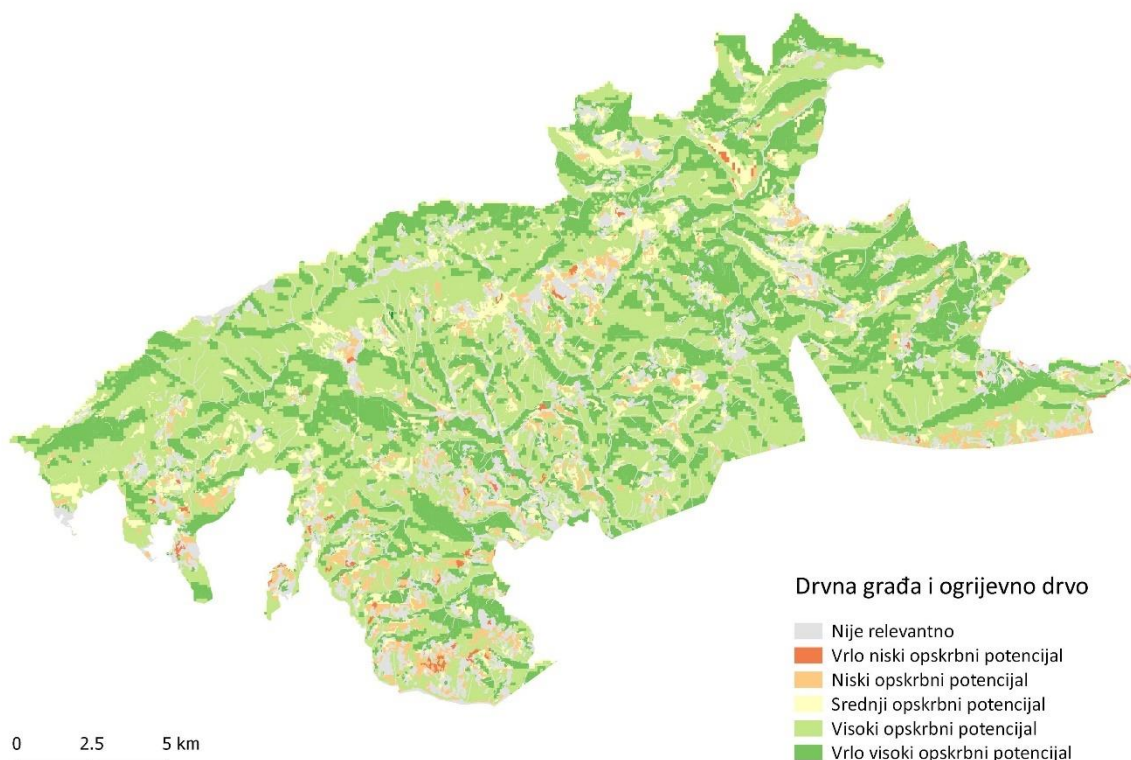 Drvna građa i ogrijevno drvo
Nije relevantno
Vrlo niski opskrbni potencijal
Niski opskrbni potencijal
Srednji opskrbni potencijal
Visoki opskrbni potencijal
Vrlo visoki opskrbni potencijal
0 2.5 5 km